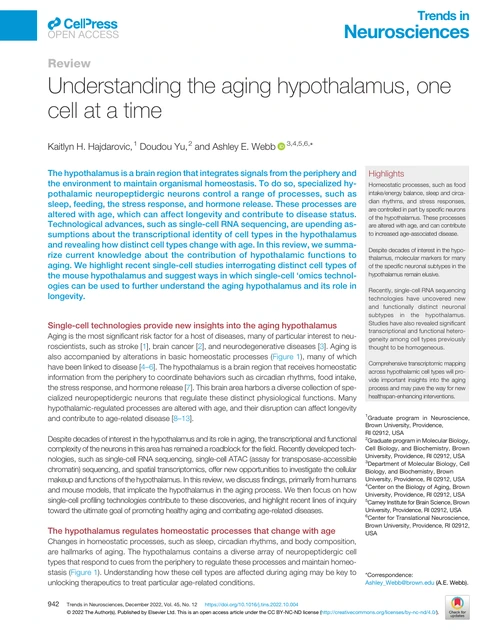 CellPress
OPEN ACCESS
Trends in
Neurosciences
Review
Understanding the aging hypothalamus, one
cell at a time
Kaitlyn H. Hajdarovic,1 Doudou Yu,2 and Ashley E. Webb 3,4,5,6,*
The hypothalamus is a brain region that integrates signals from the periphery and
the environment to maintain organismal homeostasis. To do so, specialized hy-
pothalamic neuropeptidergic neurons control a range of processes, such as
sleep, feeding, the stress response, and hormone release. These processes are
altered with age, which can affect longevity and contribute to disease status.
Technological advances, such as single-cell RNA sequencing, are upending as-
sumptions about the transcriptional identity of cell types in the hypothalamus
and revealing how distinct cell types change with age. In this review, we summa-
rize current knowledge about the contribution of hypothalamic functions to
aging. We highlight recent single-cell studies interrogating distinct cell types of
the mouse hypothalamus and suggest ways in which single-cell 'omics technol-
ogies can be used to further understand the aging hypothalamus and its role in
longevity.
Single-cell technologies provide new insights into the aging hypothalamus
Aging is the most significant risk factor for a host of diseases, many of particular interest to neu-
roscientists, such as stroke [1], brain cancer [2], and neurodegenerative diseases [3]. Aging is
also accompanied by alterations in basic homeostatic processes (Figure 1), many of which
have been linked to disease [4–6]. The hypothalamus is a brain region that receives homeostatic
information from the periphery to coordinate behaviors such as circadian rhythms, food intake,
the stress response, and hormone release [7]. This brain area harbors a diverse collection of spe-
cialized neuropeptidergic neurons that regulate these distinct physiological functions. Many
hypothalamic-regulated processes are altered with age, and their disruption can affect longevity
and contribute to age-related disease [8–13].
Despite decades of interest in the hypothalamus and its role in aging, the transcriptional and functional
complexity of the neurons in this area has remained a roadblock for the field. Recently developed tech-
nologies, such as single-cell RNA sequencing, single-cell ATAC (assay for transposase-accessible
chromatin) sequencing, and spatial transcriptomics, offer new opportunities to investigate the cellular
makeup and functions of the hypothalamus. In this review, we discuss findings, primarily from humans
and mouse models, that implicate the hypothalamus in the aging process. We then focus on how
single-cell profiling technologies contribute to these discoveries, and highlight recent lines of inquiry
toward the ultimate goal of promoting healthy aging and combating age-related diseases.
The hypothalamus regulates homeostatic processes that change with age
Changes in homeostatic processes, such as sleep, circadian rhythms, and body composition,
are hallmarks of aging. The hypothalamus contains a diverse array of neuropeptidergic cell
types that respond to cues from the periphery to regulate these processes and maintain homeo-
stasis (Figure 1). Understanding how these cell types are affected during aging may be key to
unlocking therapeutics to treat particular age-related conditions.
Highlights
Homeostatic processes, such as food
intake/energy balance, sleep and circa-
dian rhythms, and stress responses,
are controlled in part by specific neurons
of the hypothalamus. These processes
are altered with age, and can contribute
to increased age-associated disease.
Despite decades of interest in the hypo-
thalamus, molecular markers for many
of the specific neuronal subtypes in the
hypothalamus remain elusive.
Recently, single-cell RNA sequencing
technologies have uncovered new
and functionally distinct neuronal
subtypes in the hypothalamus.
Studies have also revealed significant
transcriptional and functional hetero-
geneity among cell types previously
thought to be homogeneous.
Comprehensive transcriptomic mapping
across hypothalamic cell types will pro-
vide important insights into the aging
process and may pave the way for new
healthspan-enhancing interventions.
1Graduate program in Neuroscience,
Brown University, Providence,
RI 02912, USA
2Graduate program in Molecular Biology,
Cell Biology, and Biochemistry, Brown
University, Providence, RI 02912, USA
3Department of Molecular Biology, Cell
Biology, and Biochemistry, Brown
University, Providence, RI 02912, USA
4Center on the Biology of Aging, Brown
University, Providence, RI 02912, USA
5Carney Institute for Brain Science, Brown
University, Providence, RI 02912, USA
6Center for Translational Neuroscience,
Brown University, Providence, RI 02912,
USA
*Correspondence:
Ashley_Webb@brown.edu (A.E. Webb).
942 Trends in Neurosciences, December 2022, Vol. 45, No. 12 https://doi.org/10.1016/j.tins.2022.10.004
© 2022 The Author(s). Published by Elsevier Ltd. This is an open access article under the CC BY-NC-ND license (http://creativecommons.org/licenses/by-nc-nd/4.0/).